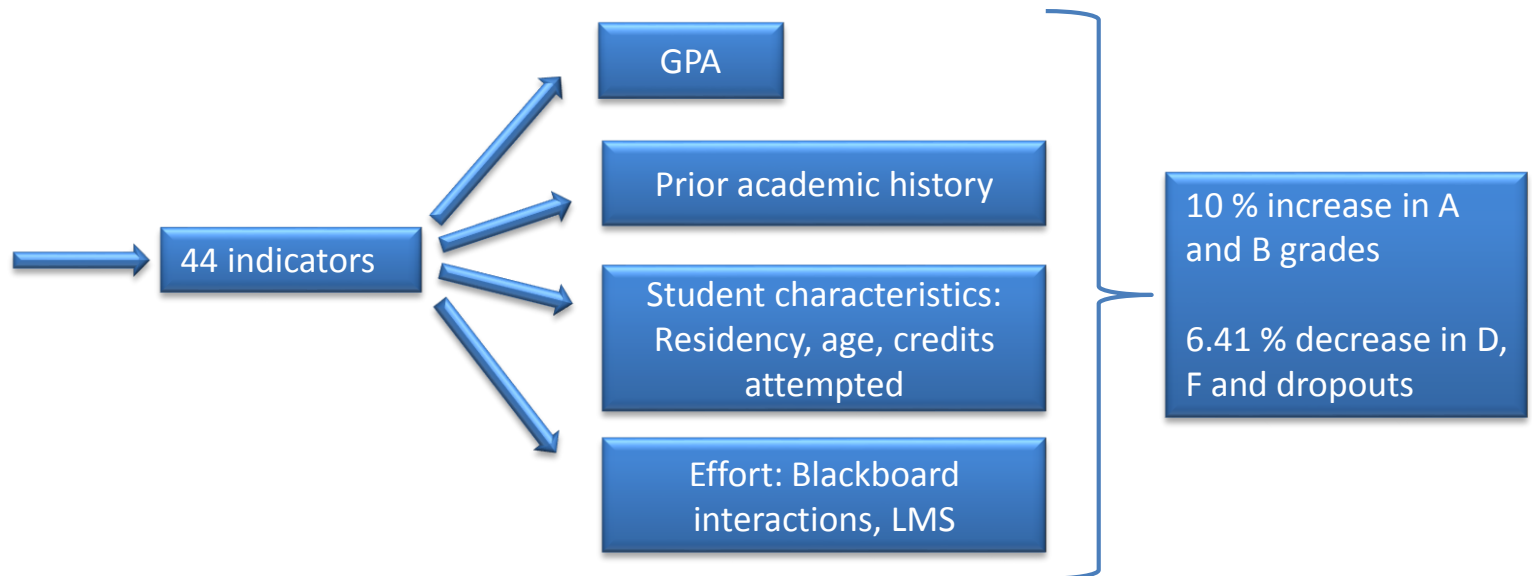 GPA
Prior academic history
44 indicators
Student characteristics:
Residency, age, credits
attempted
Effort: Blackboard
interactions, LMS
10 % increase in A
and B grades
6.41 % decrease in D,
F and dropouts